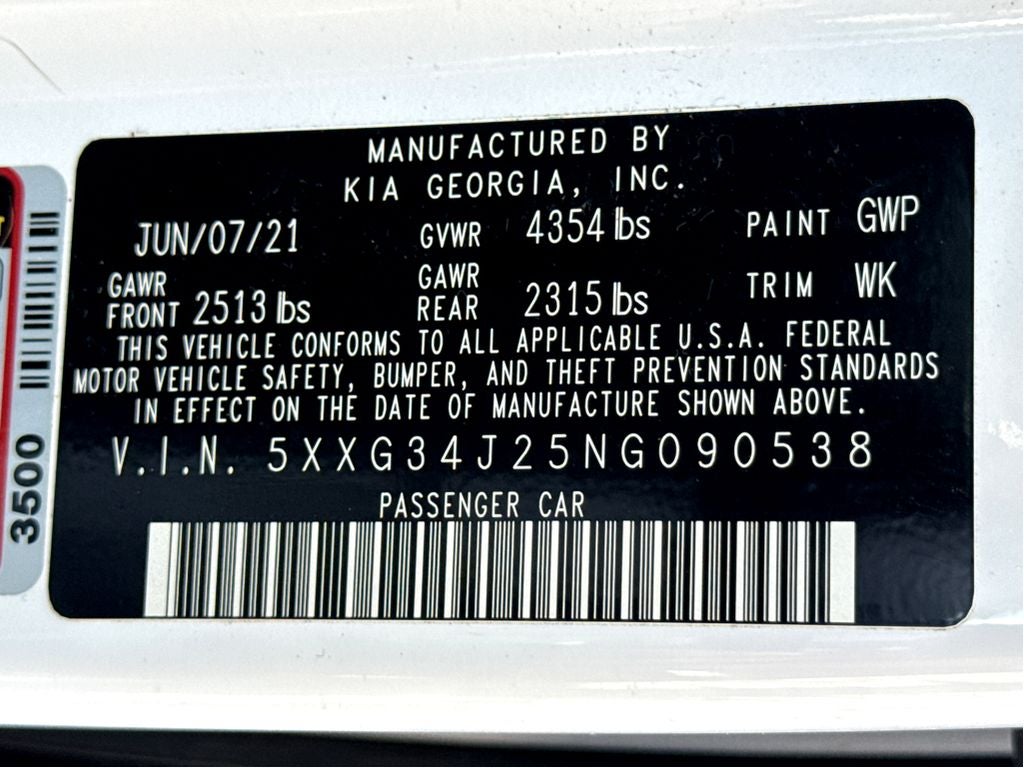 MANUFACTURED BY
KIA GEORGIA, INC.
JUN/07/21 GVWR 4354 lbs PAINT GWP
GAWR FRONT 2513 lbs GAWR REAR 2315 lbs TRIM WK
THIS VEHICLE CONFORMS TO ALL APPLICABLE U.S.A. FEDERAL
MOTOR VEHICLE SAFETY, BUMPER, AND THEFT PREVENTION STANDARDS
IN EFFECT ON THE DATE OF MANUFACTURE SHOWN ABOVE.
V.I.N. 5XXG34J25NG090538
PASSENGER CAR
3500